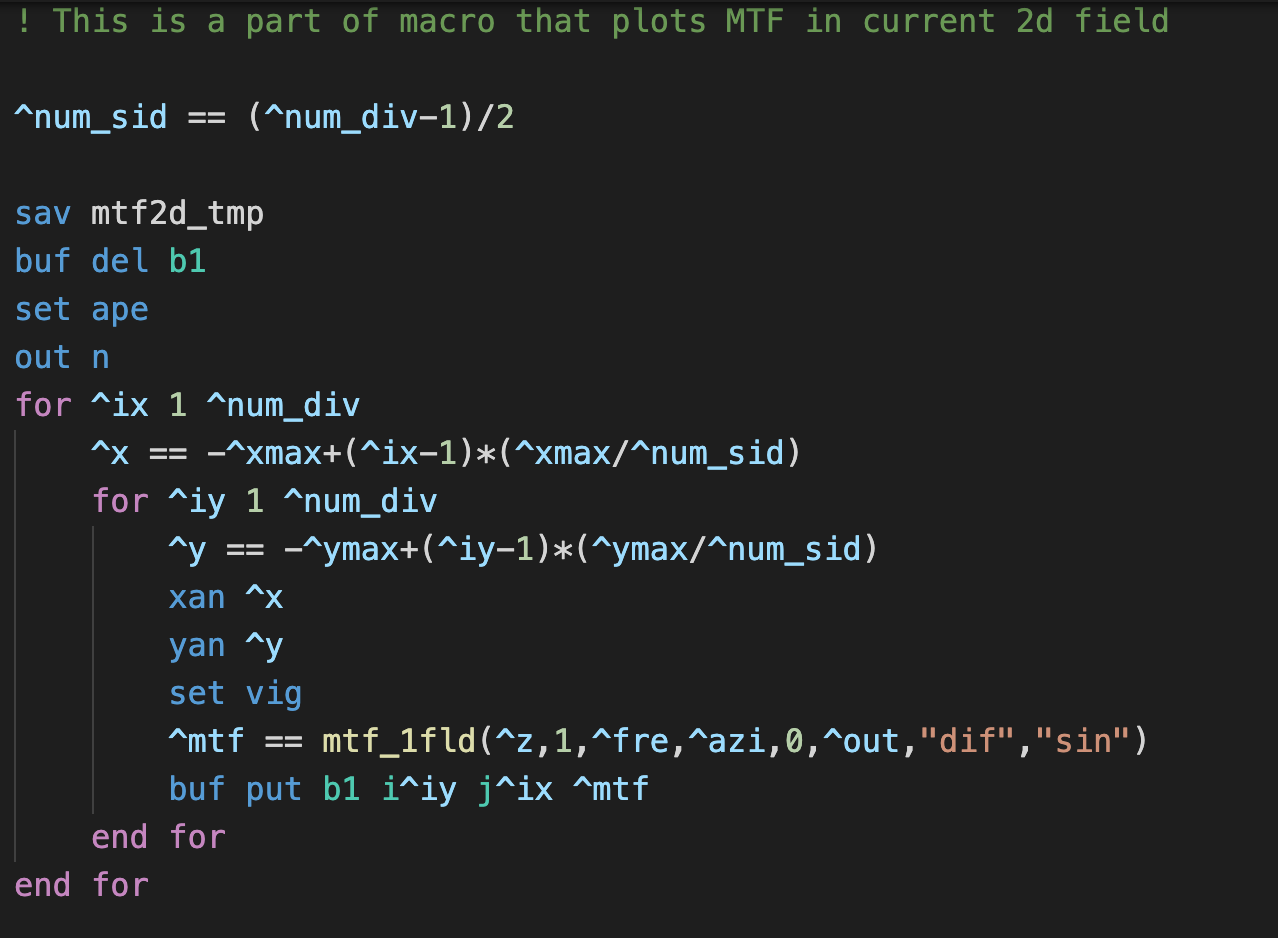 ! This is a part of macro that plots MTF in current 2d field
^num_sid == (^num_div-1)/2
sav mtf2d_tmp
buf del b1
set ape
out n
for ^ix 1 ^num_div
^x == -^xmax+(^ix-1)*(^xmax/^num_sid)
for ^iy 1 ^num_div
^y == -^ymax+(^iy-1)*(^ymax/^num_sid)
xan ^x
yan ^y
set vig
^mtf == mtf_1fld(^z,1,^fre,^azi,0,^out,"dif","sin")
buf put b1 i^iy j^ix ^mtf
end for
end for